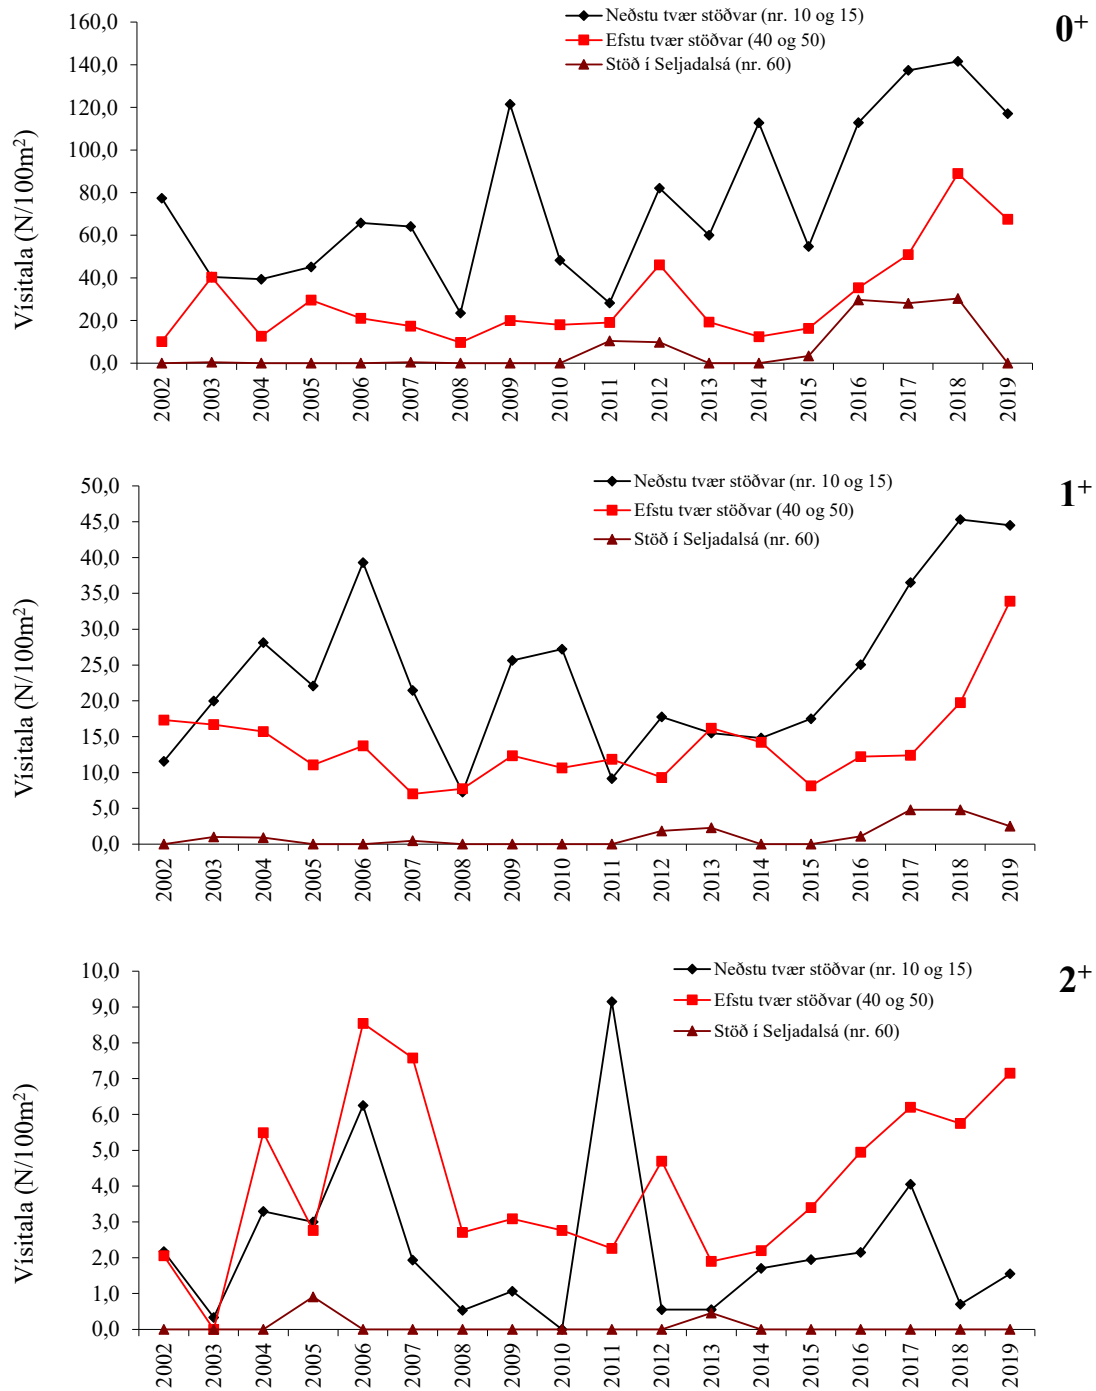 Neðstu tvær stöðvar (nr. 10 og 15)
Efstu tvær stöðvar (40 og 50)
Stöð í Seljadalsá (nr. 60)
0+
Vísitala (N/100m²)
160,0
140,0
120,0
100,0
80,0
60,0
40,0
20,0
0,0
2002 2003 2004 2005 2006 2007 2008 2009 2010 2011 2012 2013 2014 2015 2016 2017 2018 2019
Neðstu tvær stöðvar (nr. 10 og 15)
Efstu tvær stöðvar (40 og 50)
Stöð í Seljadalsá (nr. 60)
1+
Vísitala (N/100m²)
50,0
45,0
40,0
35,0
30,0
25,0
20,0
15,0
10,0
5,0
0,0
2002 2003 2004 2005 2006 2007 2008 2009 2010 2011 2012 2013 2014 2015 2016 2017 2018 2019
Neðstu tvær stöðvar (nr. 10 og 15)
Efstu tvær stöðvar (40 og 50)
Stöð í Seljadalsá (nr. 60)
2+
Vísitala (N/100m²)
10,0
9,0
8,0
7,0
6,0
5,0
4,0
3,0
2,0
1,0
0,0
2002 2003 2004 2005 2006 2007 2008 2009 2010 2011 2012 2013 2014 2015 2016 2017 2018 2019